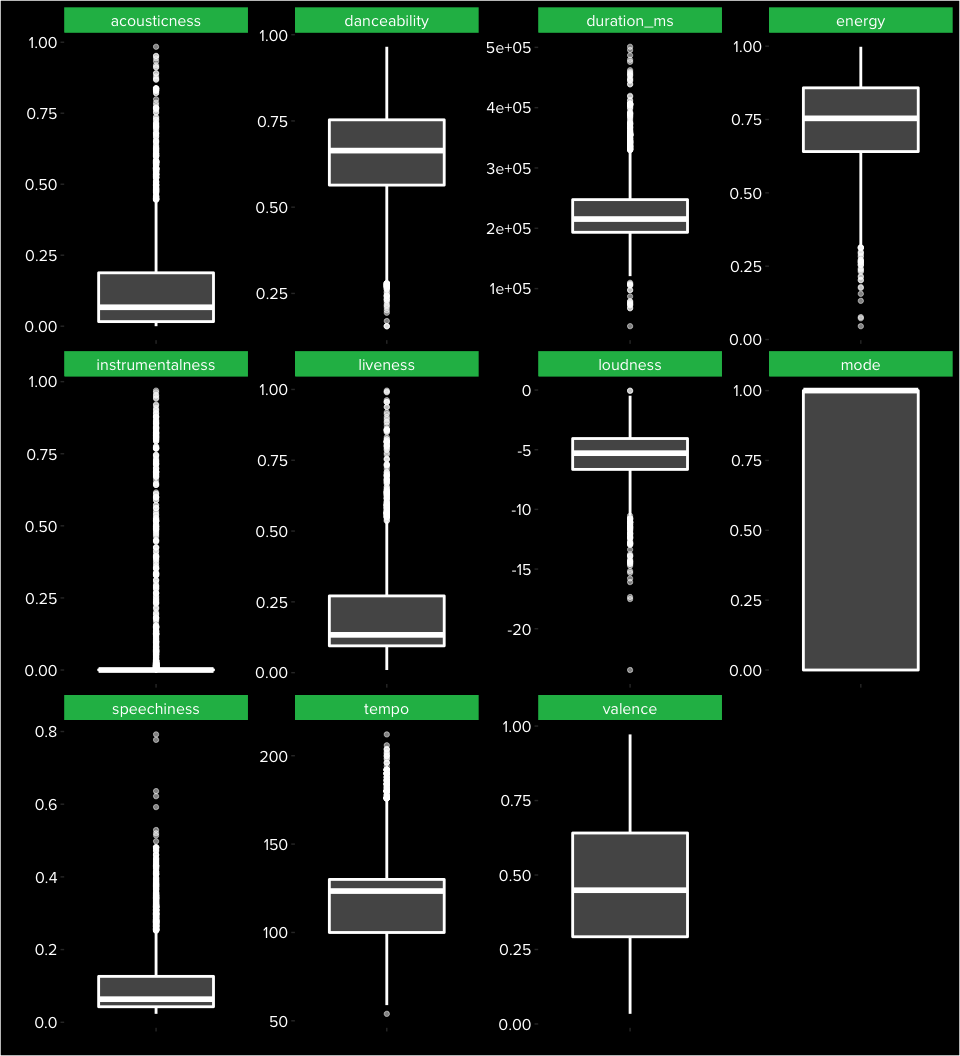 acousticness danceability duration_ms energy
1.00 0.75 0.50 0.25 0.00
1.00 0.75 0.50 0.25
5e+05 4e+05 3e+05 2e+05 1e+05
1.00 0.75 0.50 0.25 0.00
instrumentalness liveness loudness mode
1.00 0.75 0.50 0.25 0.00
1.00 0.75 0.50 0.25 0.00
0 -5 -10 -15 -20
1.00 0.75 0.50 0.25 0.00
speechiness tempo valence
0.8 0.6 0.4 0.2 0.0
200 150 100 50
1.00 0.75 0.50 0.25 0.00